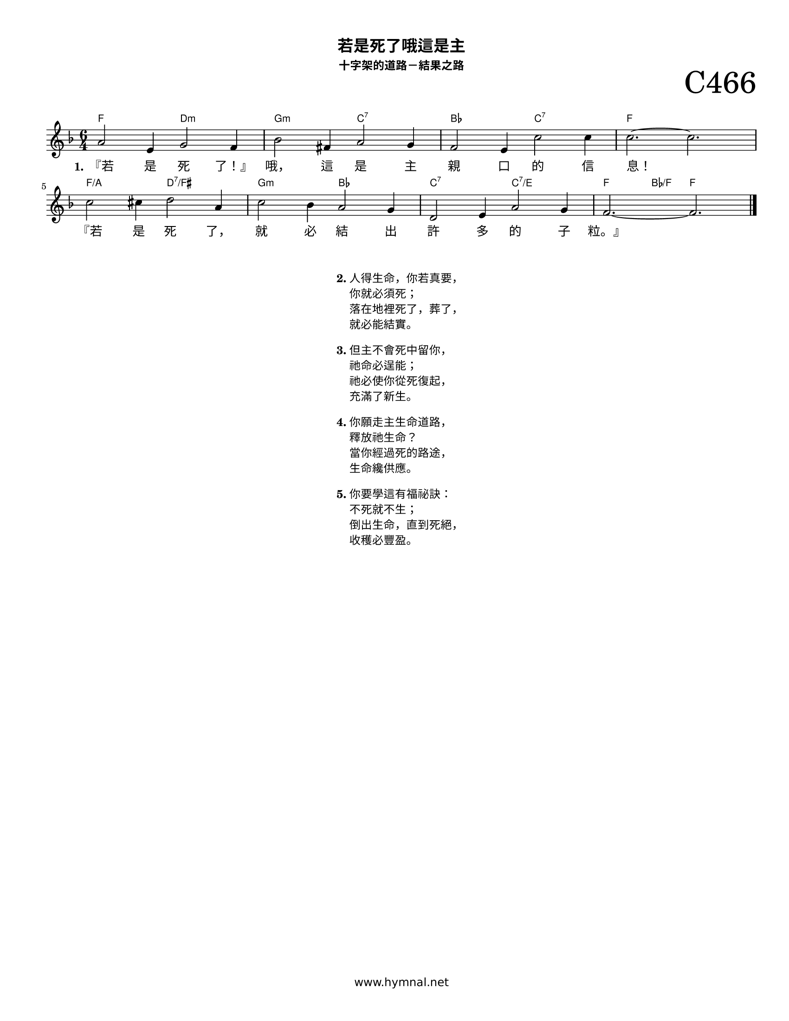 若是死了哦這是主
十字架的道路－結果之路
C466
F Dm Gm C7 B♭ C7 F
6
4
1. 『若 是 死 了！』 哦， 這 是 主 親 口 的 信 息！
5
F/A D7/F♯ Gm B♭ C7 C7/E F B♭/F F
『若 是 死 了， 就 必 結 出 許 多 的 子 粒。』
2. 人得生命，你若真要，
你就必須死；
落在地裡死了，葬了，
就必能結實。
3. 但主不會死中留你，
祂命必逞能；
祂必使你從死復起，
充滿了新生。
4. 你願走主生命道路，
釋放祂生命？
當你經過死的路途，
生命纔供應。
5. 你要學這有福祕訣：
不死就不生；
倒出生命，直到死絕，
收穫必豐盈。
www.hymnal.net